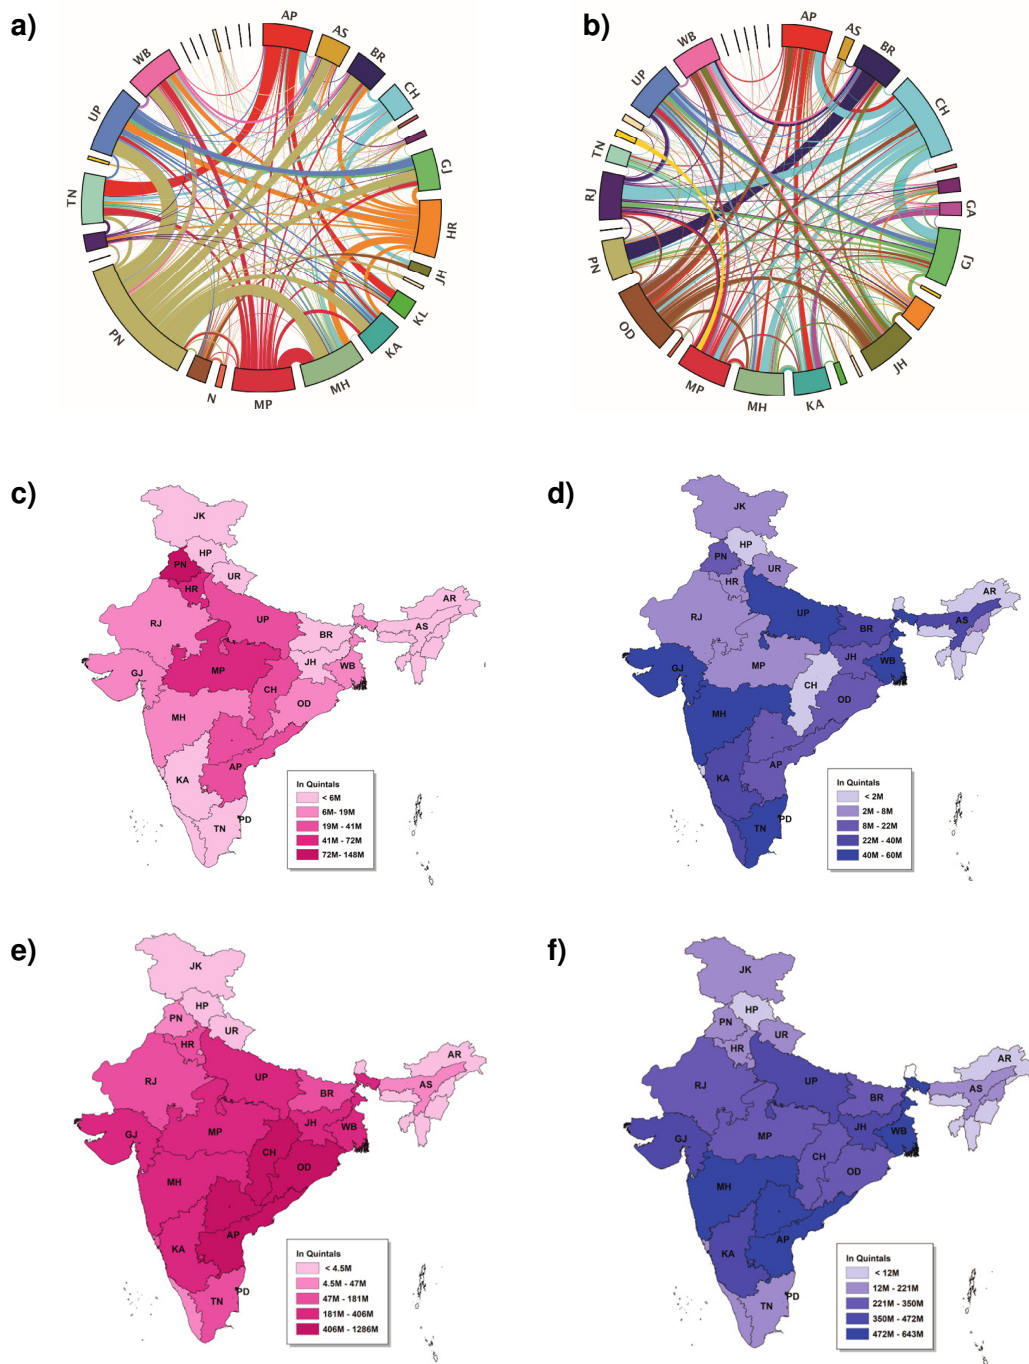 a)
AP
AS
BR
CH
GJ
HR
JH
KL
KA
MH
MP
N
PN
TN
UP
WB
b)
AP
AS
BR
CH
GA
GJ
JH
KA
MH
MP
OD
PN
RJ
TN
UP
WB
c)
JK
HP
PN
UR
HR
RJ
UP
BR
AR
AS
GJ
MP
JH
WB
CH
OD
MH
AP
KA
TN
PD
In Quintals
< 6M
6M- 19M
19M - 41M
41M - 72M
72M- 148M
d)
JK
HP
PN
UR
HR
RJ
UP
BR
AR
AS
GJ
MP
JH
WB
CH
OD
MH
AP
KA
TN
PD
In Quintals
< 2M
2M - 8M
8M - 22M
22M - 40M
40M - 60M
e)
JK
HP
PN
UR
HR
RJ
UP
BR
AR
AS
GJ
MP
JH
WB
CH
OD
MH
AP
KA
TN
PD
In Quintals
< 4.5M
4.5M - 47M
47M - 181M
181M - 406M
406M - 1286M
f)
JK
HP
PN
UR
HR
RJ
UP
BR
AR
AS
GJ
MP
JH
WB
CH
OD
MH
AP
KA
TN
PD
In Quintals
< 12M
12M - 221M
221M - 350M
350M - 472M
472M - 643M